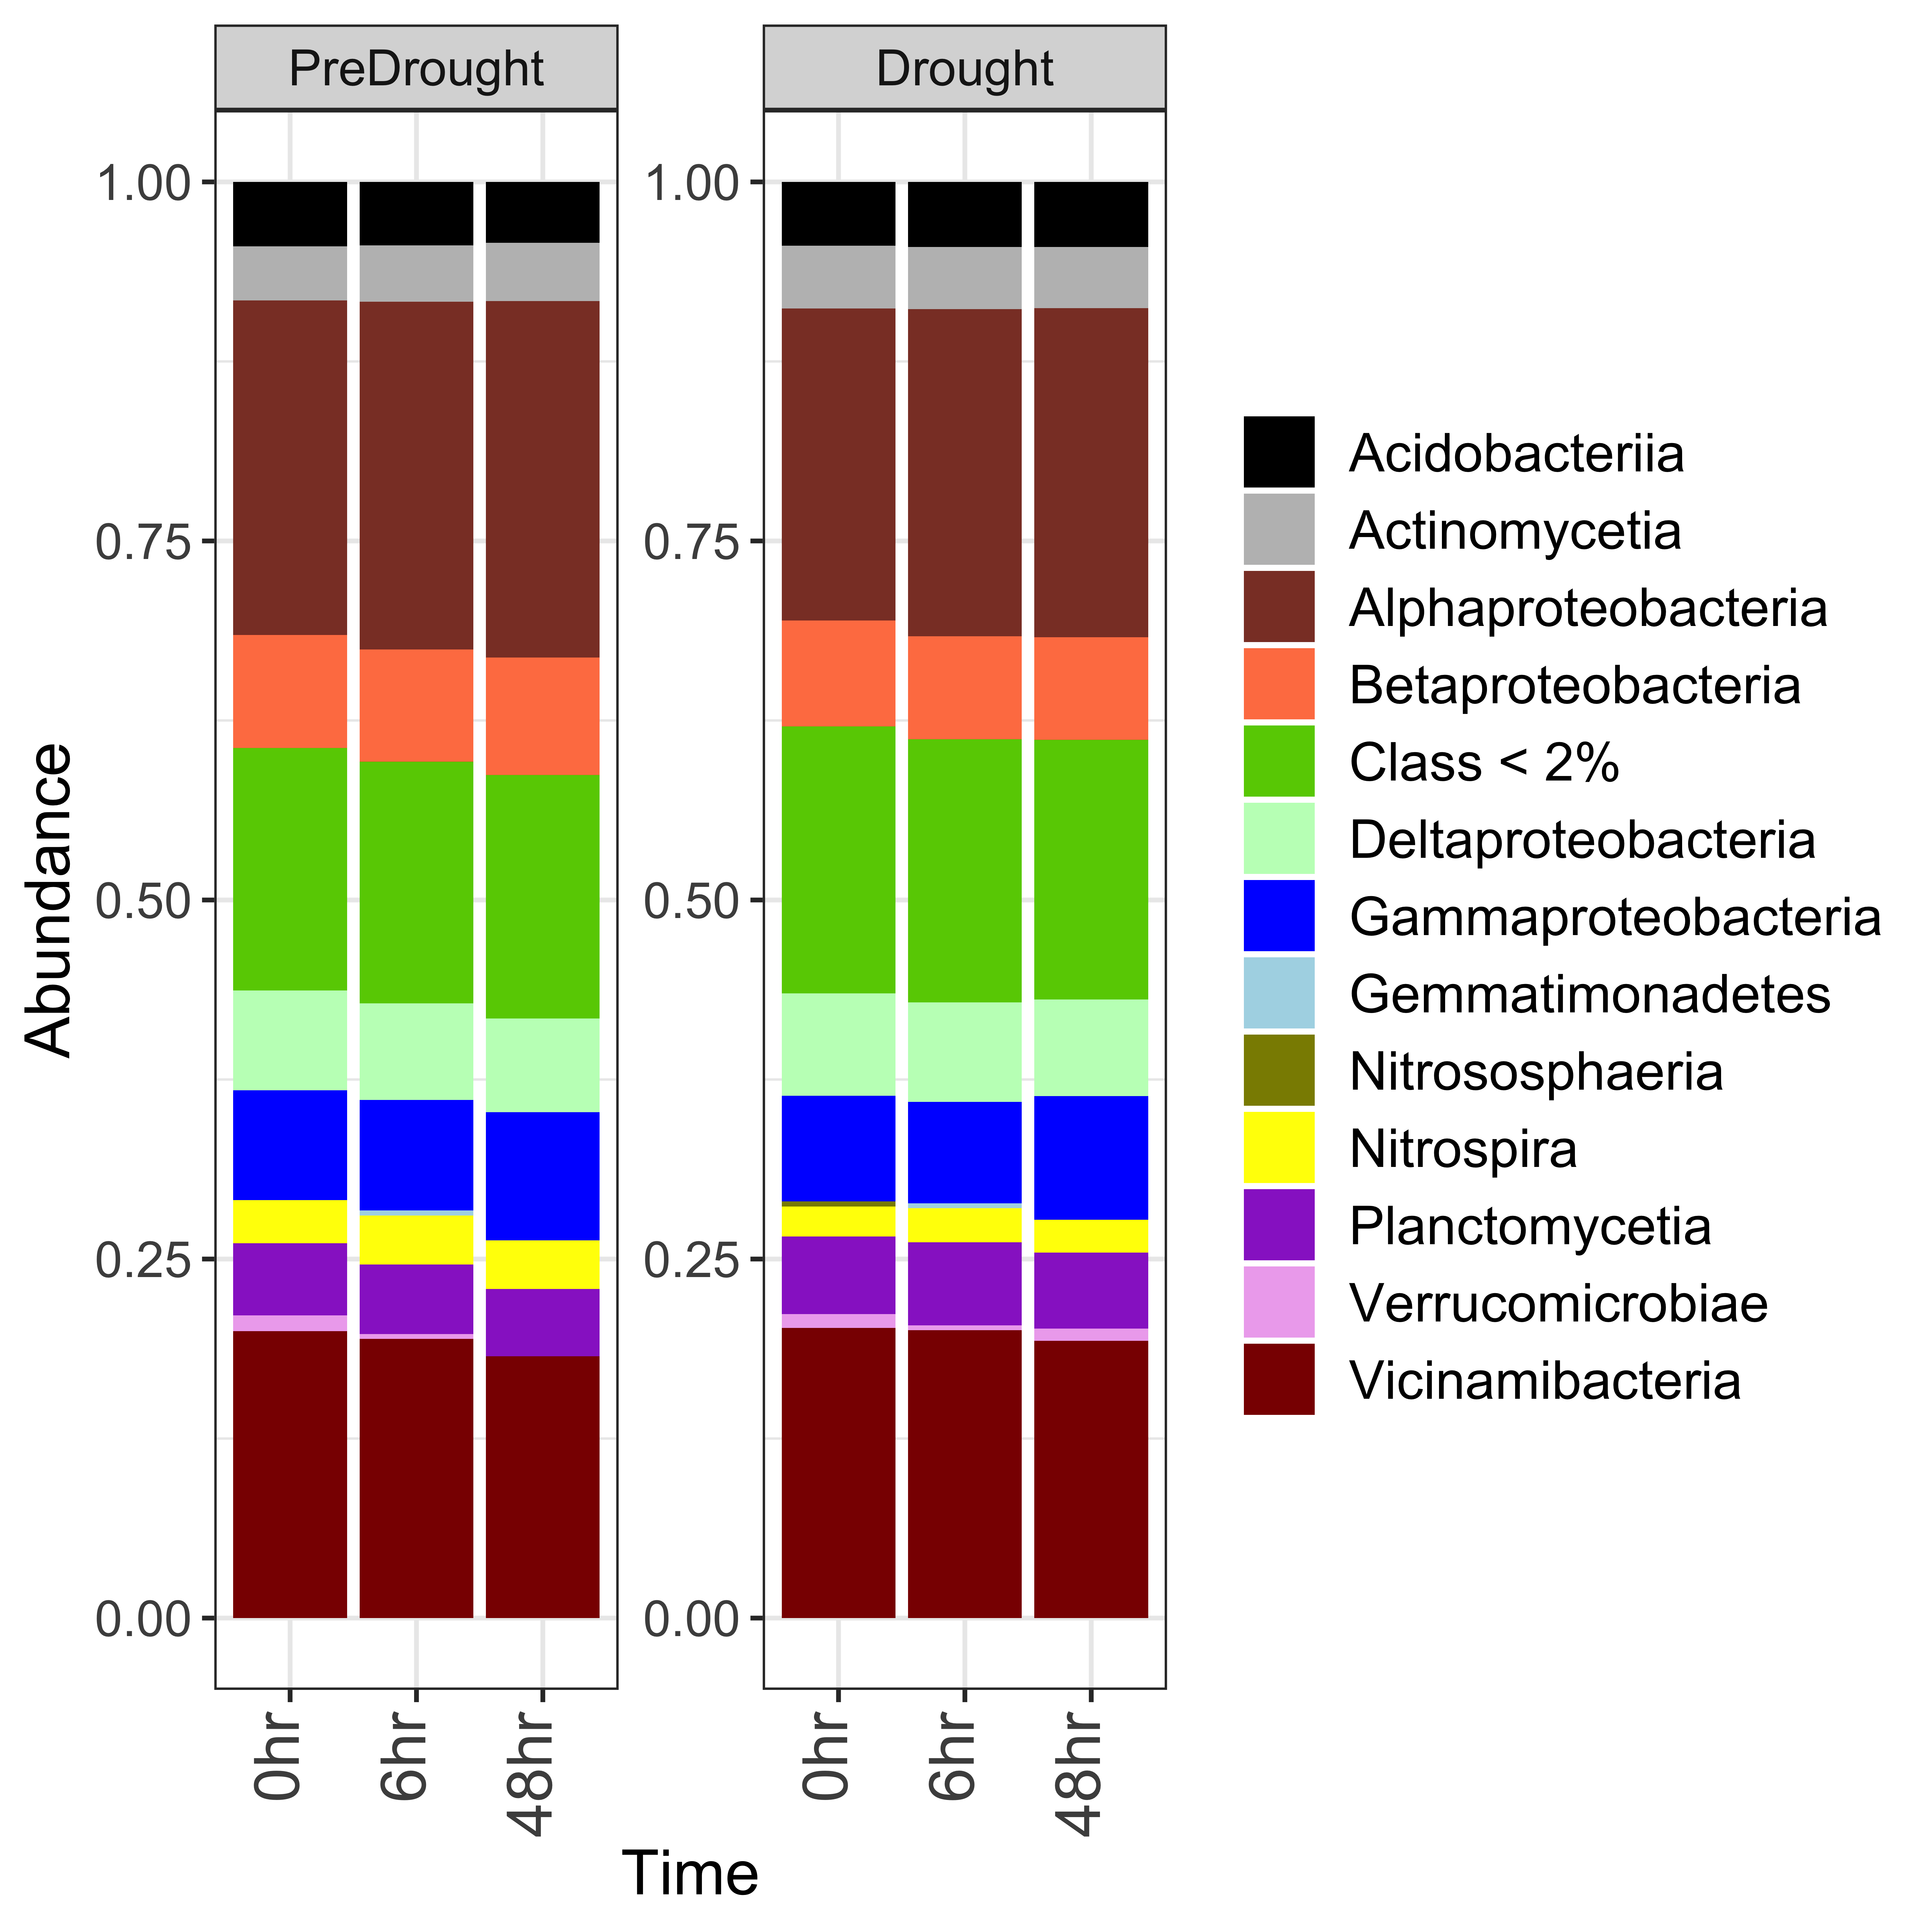 PreDrought
Drought
Abundance
1.00
0.75
0.50
0.25
0.00
1.00
0.75
0.50
0.25
0.00
0hr
6hr
48hr
0hr
6hr
48hr
Time
Acidobacteriia
Actinomycetia
Alphaproteobacteria
Betaproteobacteria
Class < 2%
Deltaproteobacteria
Gammaproteobacteria
Gemmatimonadetes
Nitrososphaeria
Nitrospira
Planctomycetia
Verrucomicrobiae
Vicinamibacteria